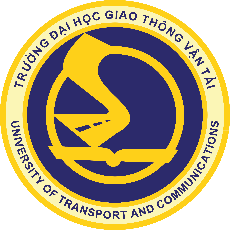 TRƯỜNG ĐẠI HỌC GIAO THÔNG VẬN TẢI
UNIVERSITY OF TRANSPORT AND COMMUNICATIONS